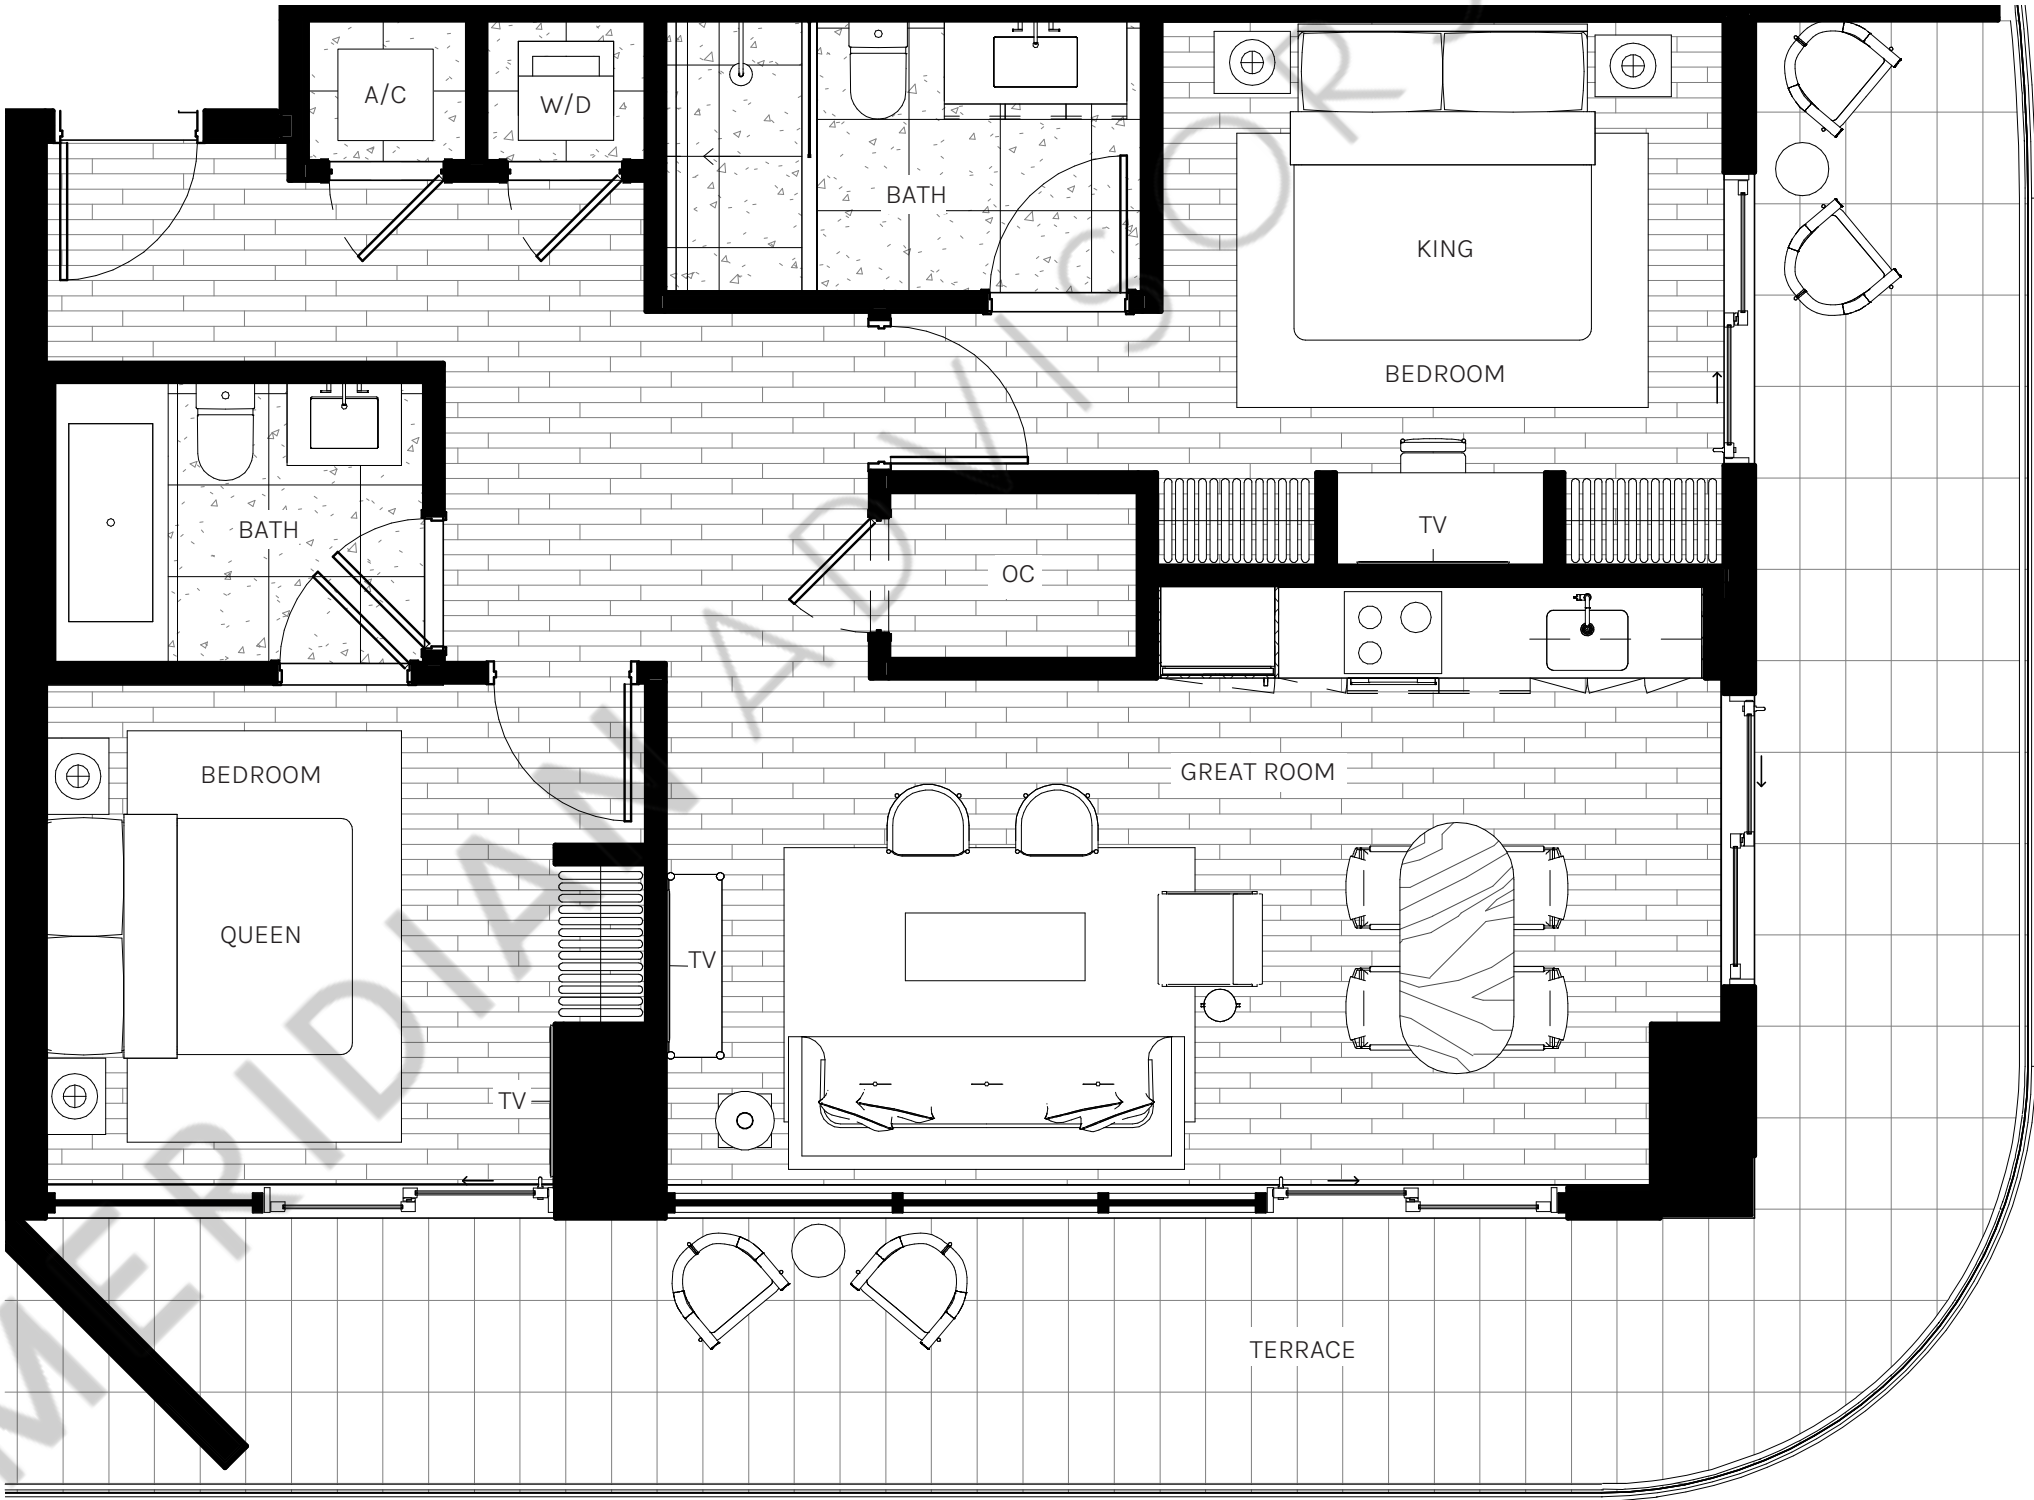 A/C
W/D
BATH
KING
BEDROOM
BATH
TV
OC
BEDROOM
GREAT ROOM
QUEEN
TV
TV
TERRACE
MERIDIAN ADVISORS